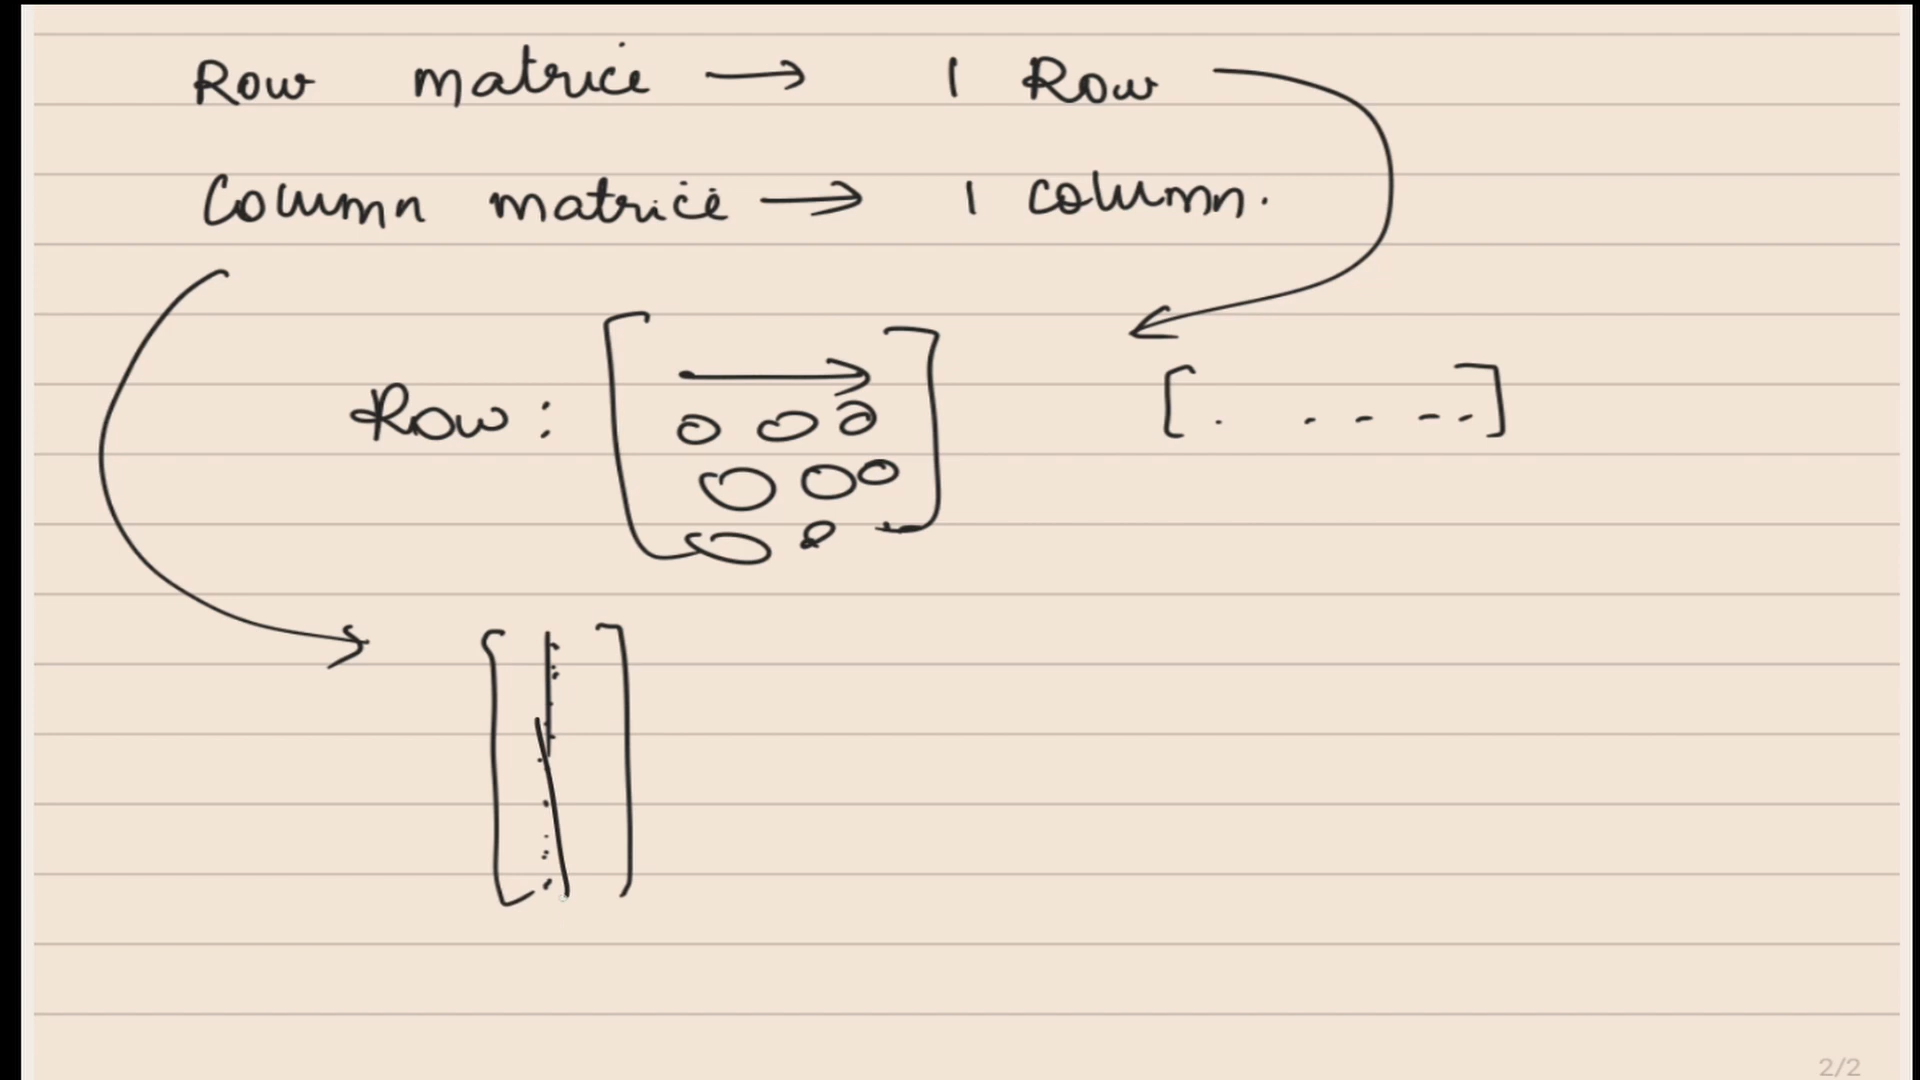 Row matrice → 1 Row
Column matrice → 1 column.
Row :
2/2